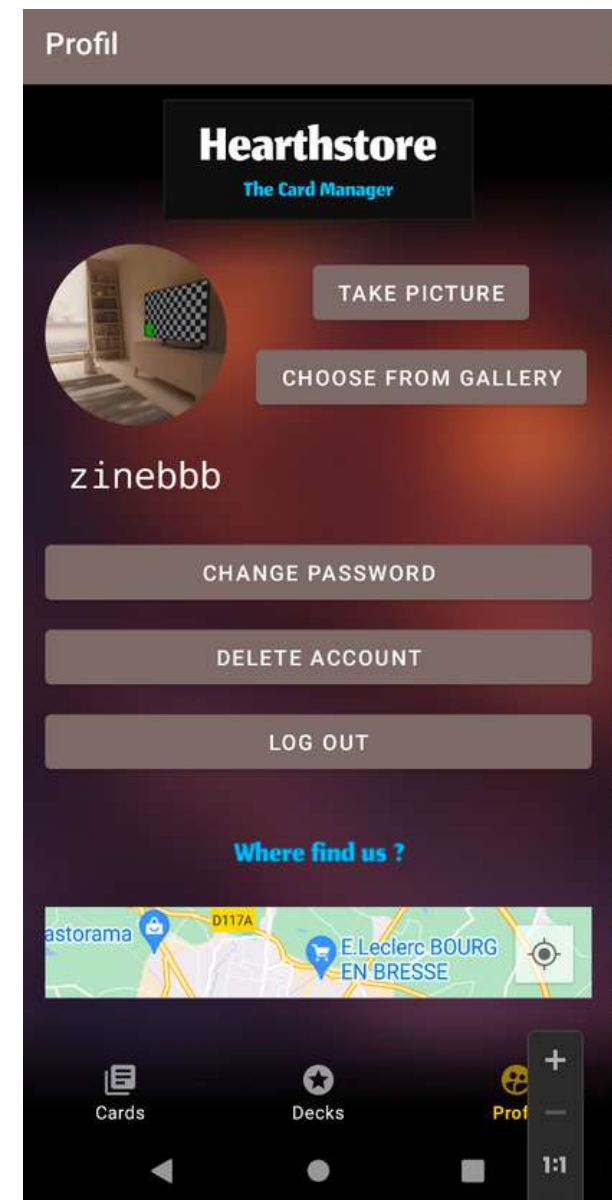 Profil
Hearthstore
The Card Manager
TAKE PICTURE
CHOOSE FROM GALLERY
zinebbb
CHANGE PASSWORD
DELETE ACCOUNT
LOG OUT
Where find us ?
astorama
D117A
E.Leclerc BOURG
EN BRESSE
Cards
Decks
Prof
1:1